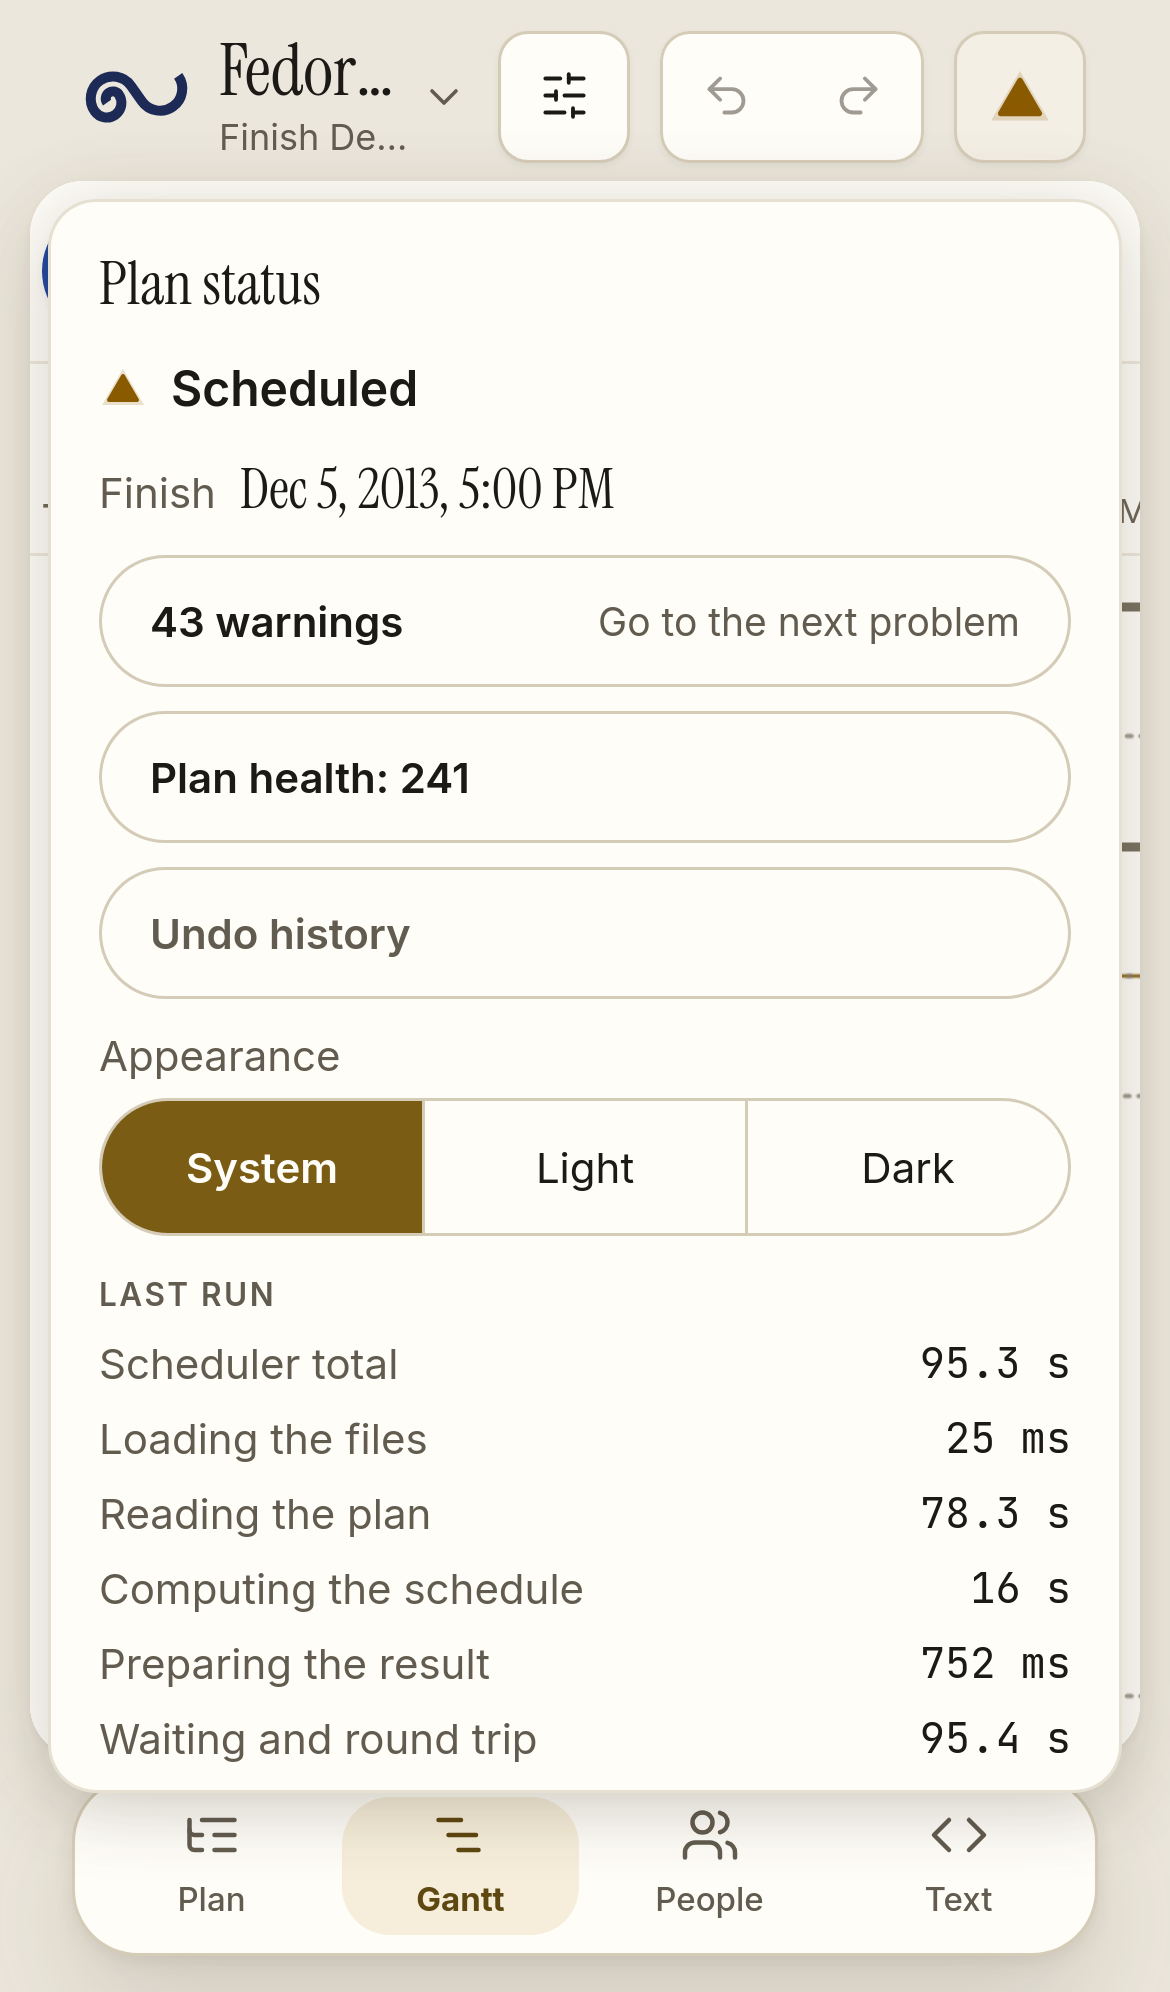 Fedor...
Finish De...
Plan status
Scheduled
Finish Dec 5, 2013, 5:00 PM
43 warnings Go to the next problem
Plan health: 241
Undo history
Appearance
System Light Dark
LAST RUN
Scheduler total 95.3 s
Loading the files 25 ms
Reading the plan 78.3 s
Computing the schedule 16 s
Preparing the result 752 ms
Waiting and round trip 95.4 s
Plan Gantt People Text